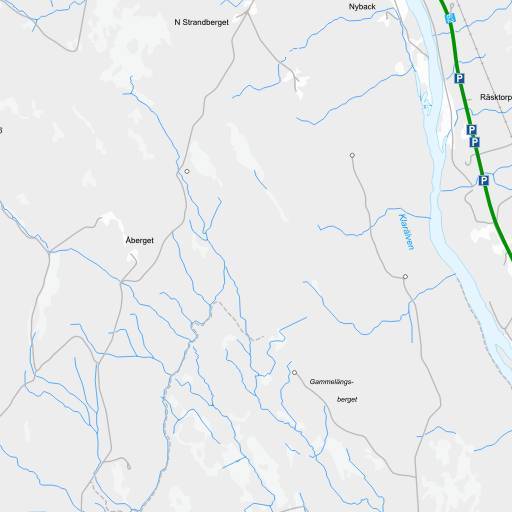 Nyback
N Strandberget
Råsktorp
P
P
P
Klarälven
P
Åberget
Gammelängs-
berget